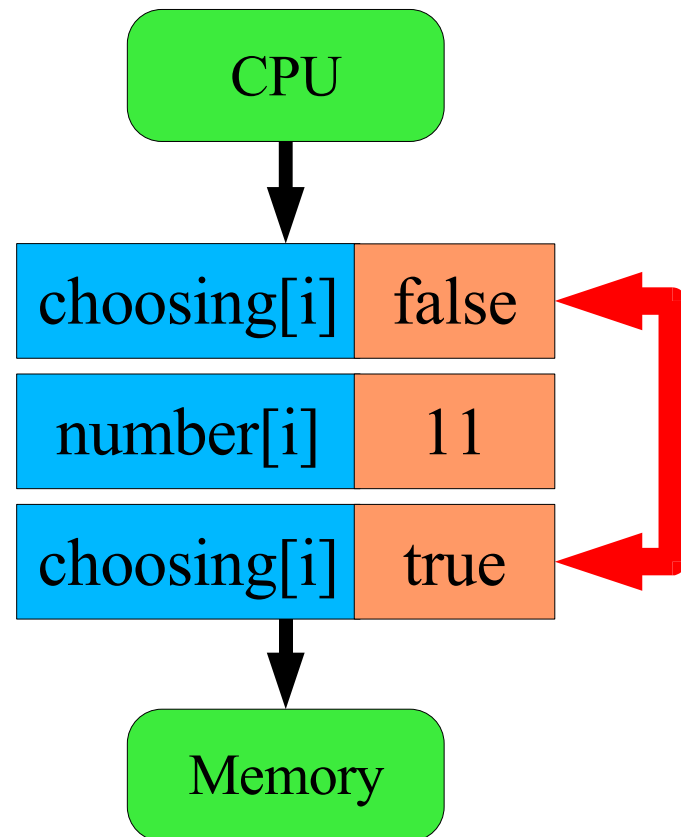 CPU
choosing[i] false
number[i] 11
choosing[i] true
Memory